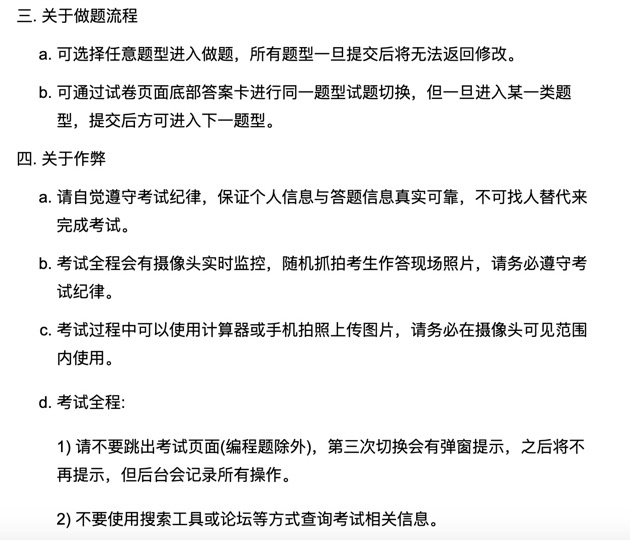 三. 关于做题流程
a. 可选择任意题型进入做题，所有题型一旦提交后将无法返回修改。
b. 可通过试卷页面底部答案卡进行同一题型试题切换，但一旦进入某一类题
型，提交后方可进入下一题型。
四. 关于作弊
a. 请自觉遵守考试纪律，保证个人信息与答题信息真实可靠，不可找人替代来
完成考试。
b. 考试全程会有摄像头实时监控，随机抓拍考生作答现场照片，请务必遵守考
试纪律。
c. 考试过程中可以使用计算器或手机拍照上传图片，请务必在摄像头可见范围
内使用。
d. 考试全程:
1) 请不要跳出考试页面(编程题除外)，第三次切换会有弹窗提示，之后将不
再提示，但后台会记录所有操作。
2) 不要使用搜索工具或论坛等方式查询考试相关信息。